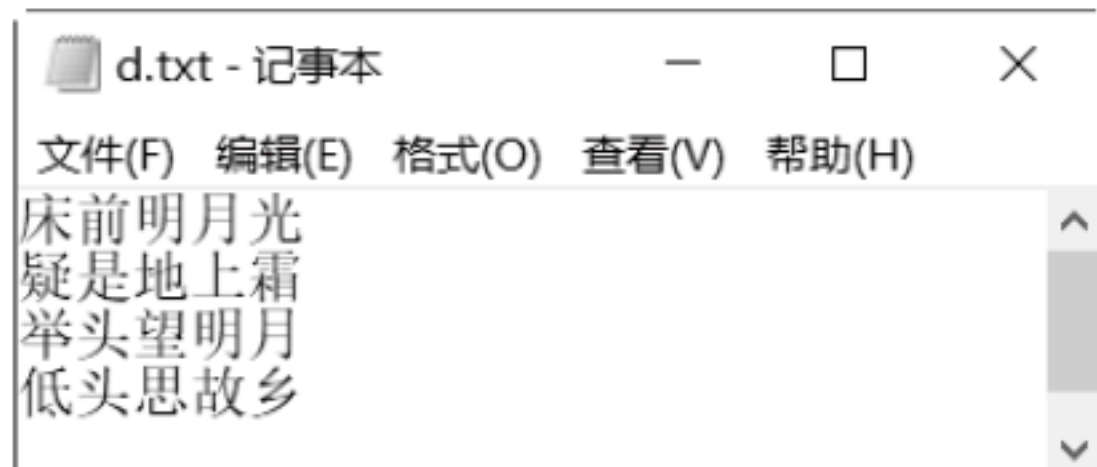 d.txt - 记事本
文件(F) 编辑(E) 格式(O) 查看(V) 帮助(H)
床前明月光
疑是地上霜
举头望明月
低头思故乡